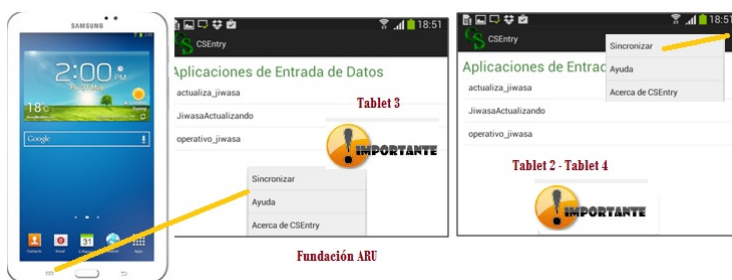 SAMSUNG
2:00 PM
18°C
Google
18:51
CSEntry
Aplicaciones de Entrada de Datos
actualiza_jiwasa
JiwasaActualizando
operativo_jiwasa
Tablet 3
IMPORTANTE
Sincronizar
Ayuda
Acerca de CSEntry
18:51
CSEntry
Aplicaciones de Entrac
actualiza_jiwasa
JiwasaActualizando
operativo_jiwasa
Sincronizar
Ayuda
Acerca de CSEntry
Tablet 2 - Tablet 4
IMPORTANTE
Fundación ARU